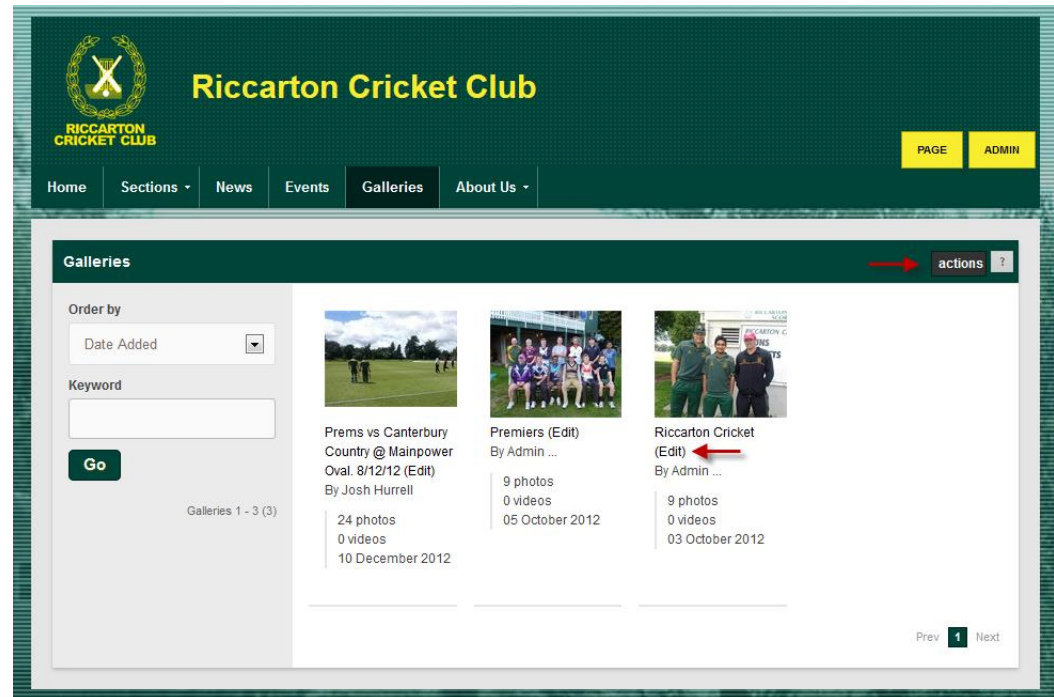 Riccarton Cricket Club
RICCARTON
CRICKET CLUB
PAGE
ADMIN
Home
Sections
News
Events
Galleries
About Us
Galleries
actions
?
Order by
Date Added
Keyword
Go
Galleries 1 - 3 (3)
Prems vs Canterbury
Country @ Mainpower
Oval. 8/12/12 (Edit)
By Josh Hurrell
24 photos
0 videos
10 December 2012
Premiers (Edit)
By Admin ...
9 photos
0 videos
05 October 2012
Riccarton Cricket
(Edit)
By Admin ...
9 photos
0 videos
03 October 2012
Prev
1
Next